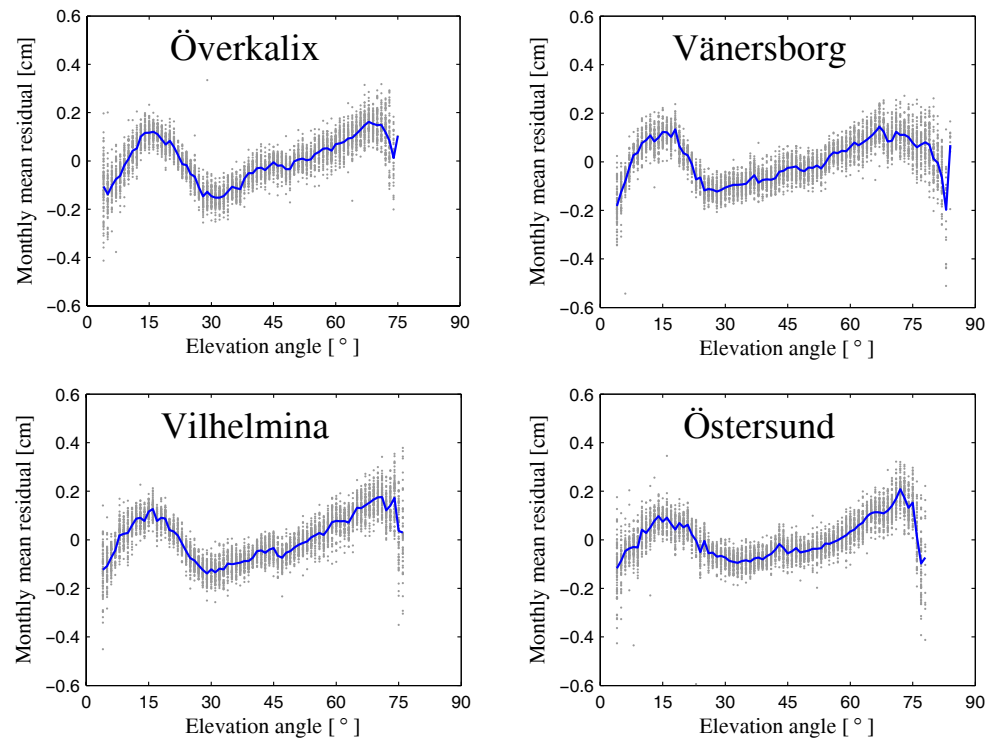 Överkalix
Monthly mean residual [cm]
0.6
0.4
0.2
0
−0.2
−0.4
−0.6
0 15 30 45 60 75 90
Elevation angle [ ° ]
Vänersborg
Monthly mean residual [cm]
0.6
0.4
0.2
0
−0.2
−0.4
−0.6
0 15 30 45 60 75 90
Elevation angle [ ° ]
Vilhelmina
Monthly mean residual [cm]
0.6
0.4
0.2
0
−0.2
−0.4
−0.6
0 15 30 45 60 75 90
Elevation angle [ ° ]
Östersund
Monthly mean residual [cm]
0.6
0.4
0.2
0
−0.2
−0.4
−0.6
0 15 30 45 60 75 90
Elevation angle [ ° ]